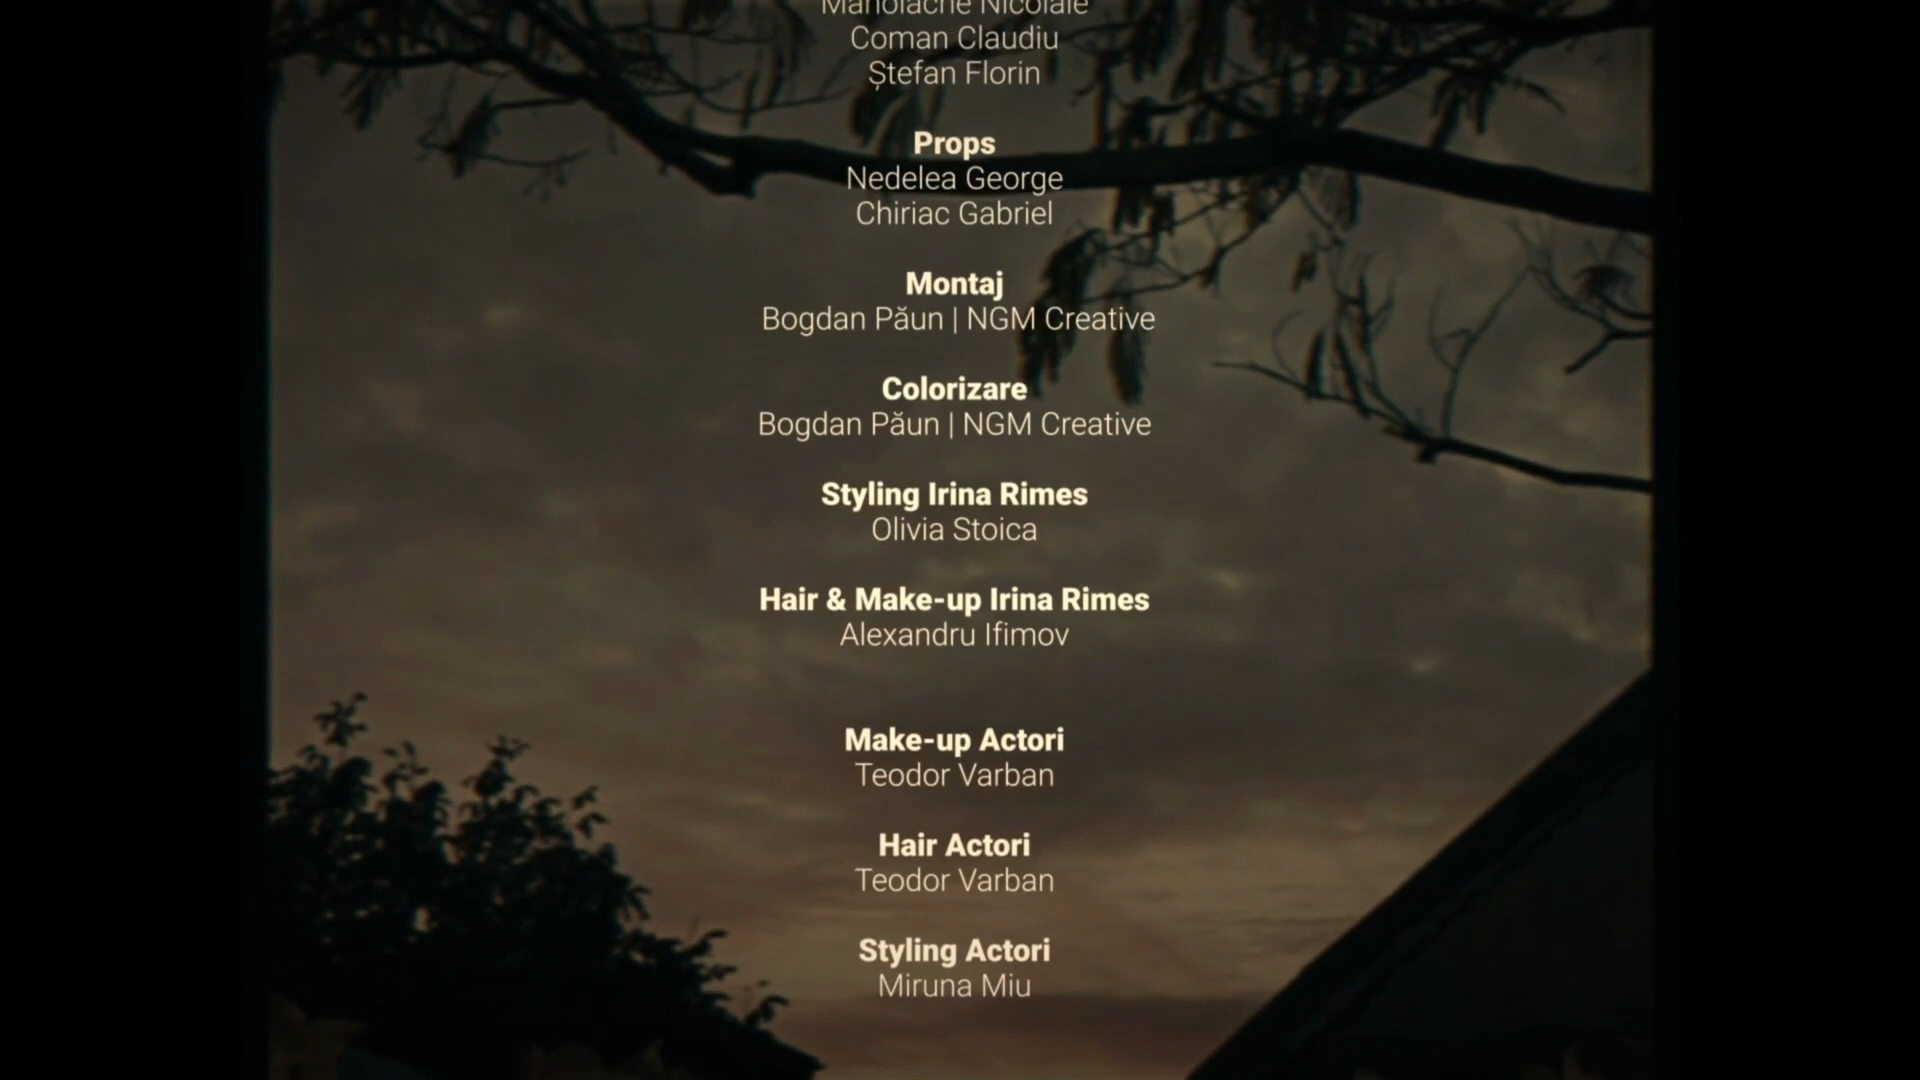 Manolache Nicolaie
Coman Claudiu
Ștefan Florin
Props
Nedelea George
Chiriac Gabriel
Montaj
Bogdan Păun | NGM Creative
Colorizare
Bogdan Păun | NGM Creative
Styling Irina Rimes
Olivia Stoica
Hair & Make-up Irina Rimes
Alexandru Ifimov
Make-up Actori
Teodor Varban
Hair Actori
Teodor Varban
Styling Actori
Miruna Miu